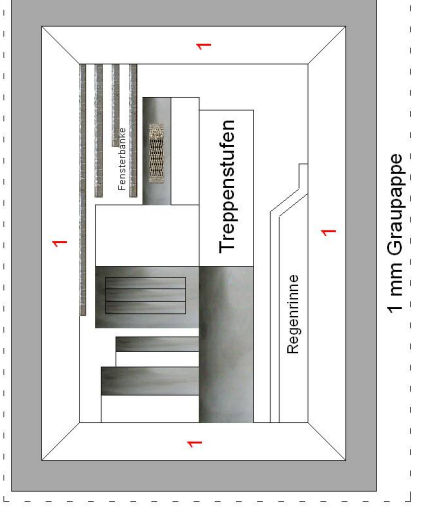 1
Fensterbänke
Treppenstufen
1
1
Regenrinne
1 mm Graupappe
1